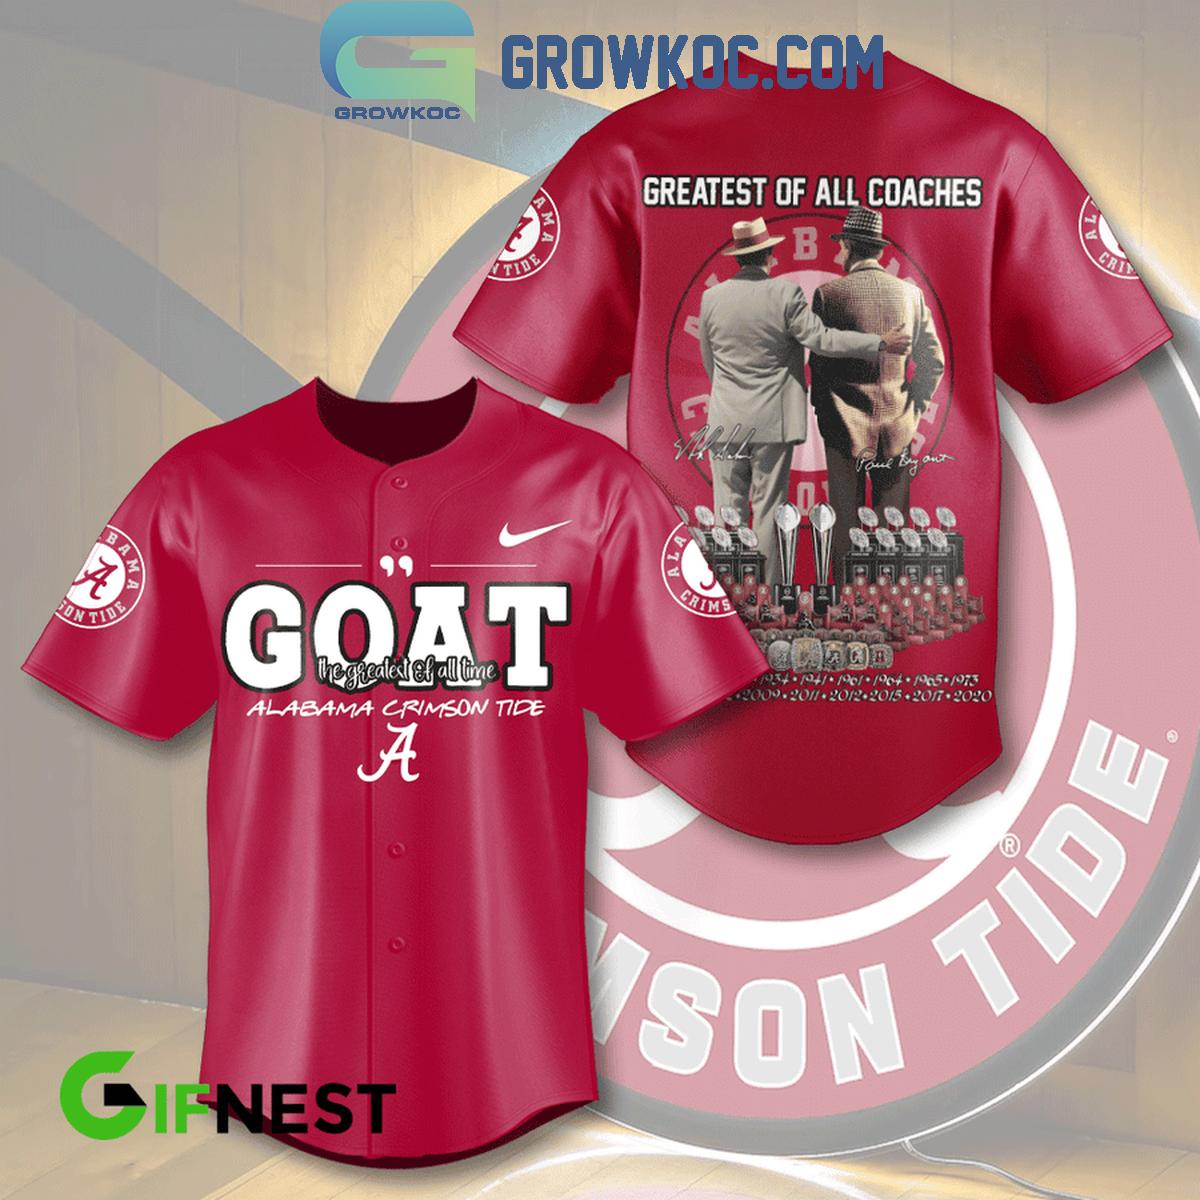 GROWKOC
GROWKOC.COM
GREATEST OF ALL COACHES
ALABAMA
CRIMSON TIDE
Paul Bryant
1934 • 1941 • 1961 • 1964 • 1965 • 1973
• 2009 • 2011 • 2012 • 2015 • 2017 • 2020
GOAT
the greatest of all time
ALABAMA CRIMSON TIDE
A
MSON TIDE
®
GIFNEST